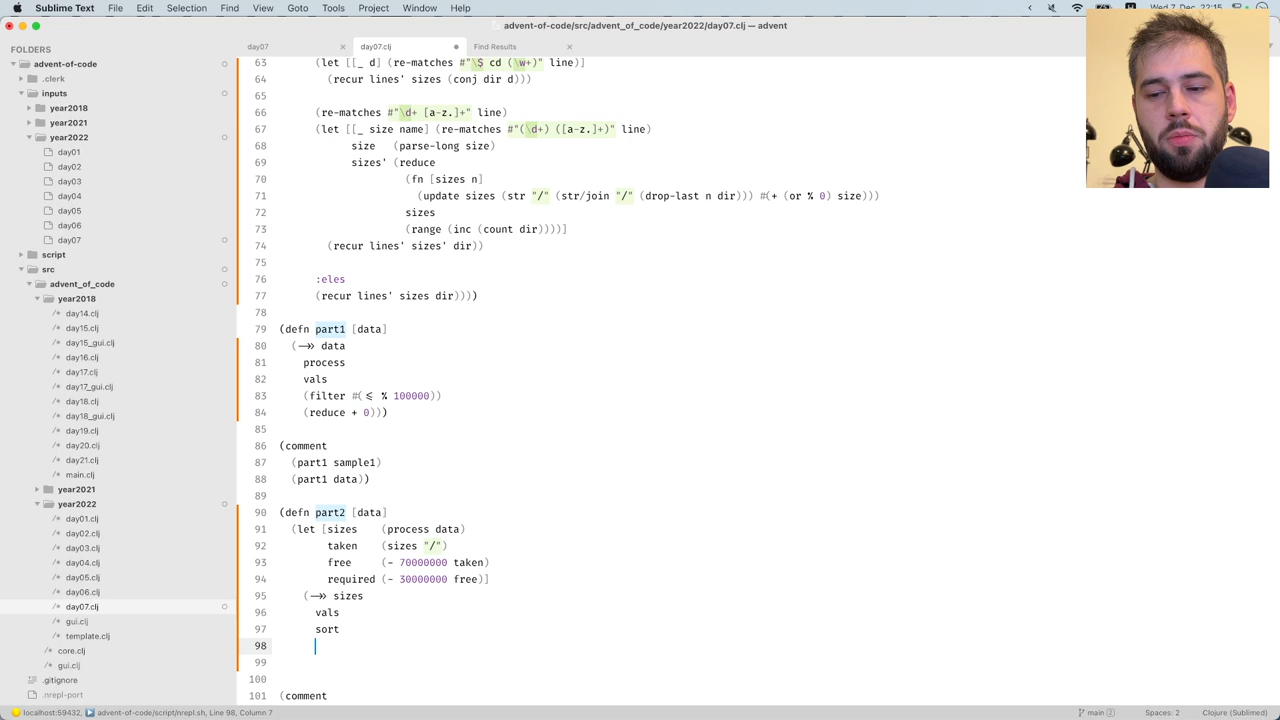 Sublime Text File Edit Selection Find View Goto Tools Project Window Help
advent-of-code/src/advent_of_code/year2022/day07.clj — advent
day07
day07.clj
Find Results
FOLDERS
advent-of-code
.clerk
inputs
year2018
year2021
year2022
day01
day02
day03
day04
day05
day06
day07
script
src
advent_of_code
year2018
day14.clj
day15.clj
day15_gui.clj
day16.clj
day17.clj
day17_gui.clj
day18.clj
day18_gui.clj
day19.clj
day20.clj
day21.clj
main.clj
year2021
year2022
day01.clj
day02.clj
day03.clj
day04.clj
day05.clj
day06.clj
day07.clj
gui.clj
template.clj
core.clj
gui.clj
.gitignore
.nrepl-port
63 (let [[_ d] (re-matches #"\$ cd (\w+)" line)]
64 (recur lines' sizes (conj dir d)))
65
66 (re-matches #"\d+ [a-z.]+" line)
67 (let [[_ size name] (re-matches #"(\d+) ([a-z.]+)" line)
68 size (parse-long size)
69 sizes' (reduce
70 (fn [sizes n]
71 (update sizes (str "/" (str/join "/" (drop-last n dir))) #(+ (or % 0) size)))
72 sizes
73 (range (inc (count dir))))]
74 (recur lines' sizes' dir))
75
76 :eles
77 (recur lines' sizes dir))))
78
79 (defn part1 [data]
80 (->> data
81 process
82 vals
83 (filter #(<= % 100000))
84 (reduce + 0)))
85
86 (comment
87 (part1 sample1)
88 (part1 data))
89
90 (defn part2 [data]
91 (let [sizes (process data)
92 taken (sizes "/")
93 free (- 70000000 taken)
94 required (- 30000000 free)]
95 (->> sizes
96 vals
97 sort
98
99
100
101 (comment
localhost:59432, advent-of-code/script/nrepl.sh, Line 98, Column 7
main 2
Spaces: 2
Clojure (Sublimed)